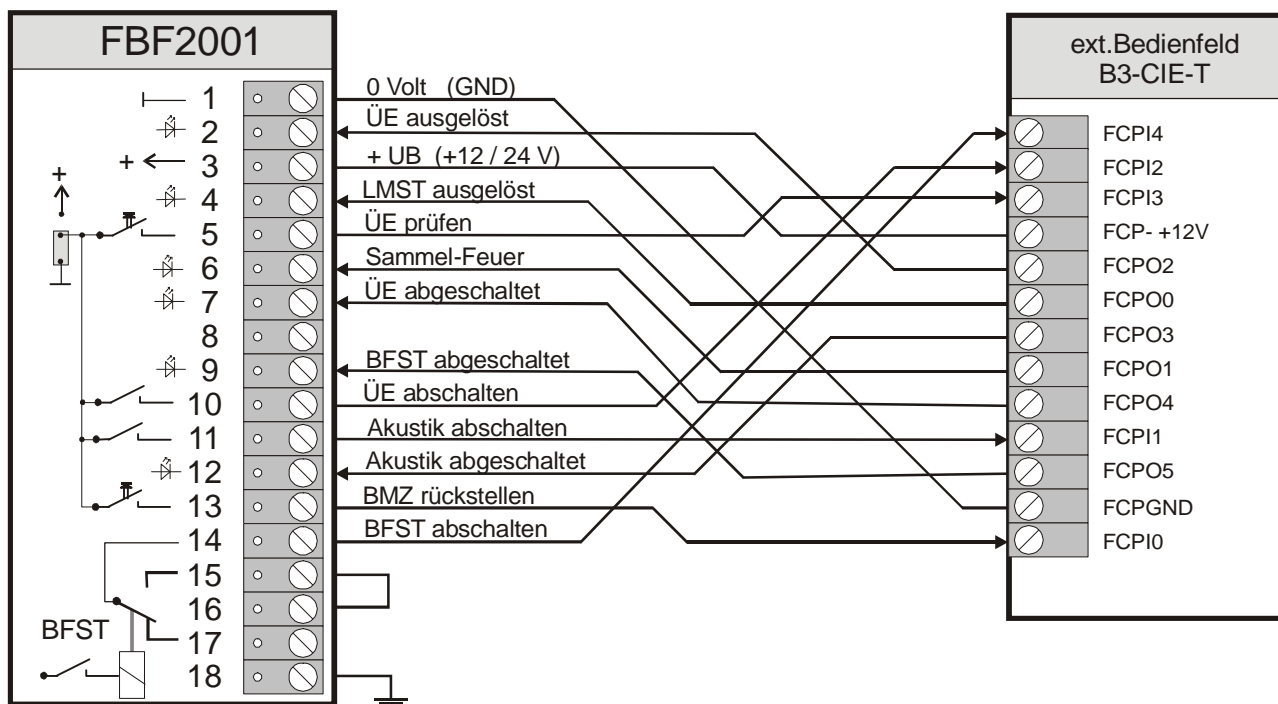 FBF2001
ext.Bedienfeld
B3-CIE-T
1
0 Volt (GND)
2
ÜE ausgelöst
FCPI4
+
3
+ UB (+12 / 24 V)
FCPI2
+
4
LMST ausgelöst
FCPI3
5
ÜE prüfen
FCP- +12V
6
Sammel-Feuer
FCPO2
7
ÜE abgeschaltet
FCPO0
8
FCPO3
9
BFST abgeschaltet
FCPO1
10
ÜE abschalten
FCPO4
11
Akustik abschalten
FCPI1
12
Akustik abgeschaltet
FCPO5
13
BMZ rückstellen
FCPGND
14
BFST abschalten
FCPI0
15
16
BFST
17
18